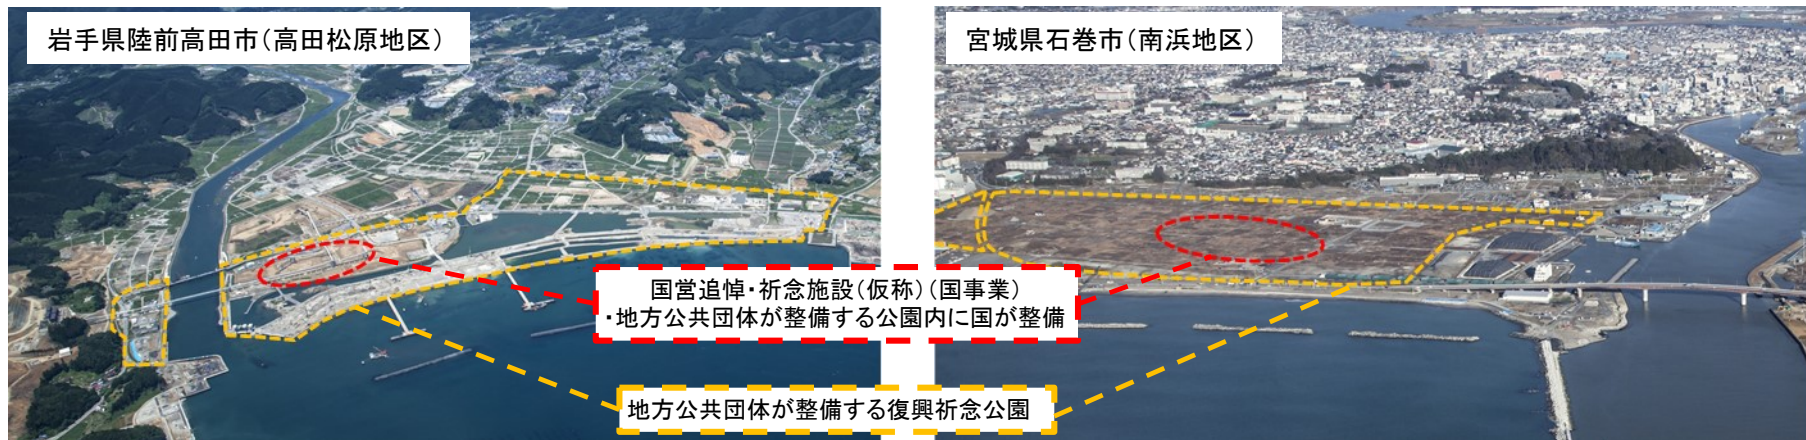 岩手県陸前高田市（高田松原地区）
宮城県石巻市（南浜地区）
国営追悼・祈念施設（仮称）（国事業）
・地方公共団体が整備する公園内に国が整備
地方公共団体が整備する復興祈念公園